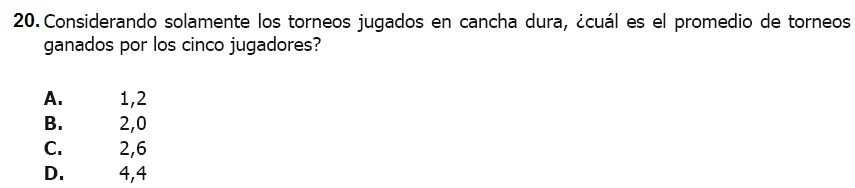 20. Considerando solamente los torneos jugados en cancha dura, ¿cuál es el promedio de torneos
ganados por los cinco jugadores?
A. 1,2
B. 2,0
C. 2,6
D. 4,4